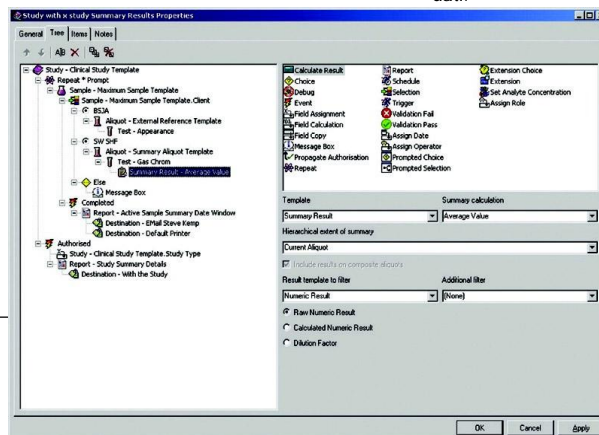 Study with x study Summary Results Properties
General Tree Items Notes
Study - Clinical Study Template
Repeat * Prompt
Sample - Maximum Sample Template
Sample - Maximum Sample Template.Client
BSJA
Aliquot - External Reference Template
Test - Appearance
SW SHF
Aliquot - Summary Aliquot Template
Test - Gas Chrom
Summary Result - Average Value
Else
Message Box
Completed
Report - Active Sample Summary Date Window
Destination - EMail Steve Kemp
Destination - Default Printer
Authorised
Study - Clinical Study Template.Study Type
Report - Study Summary Details
Destination - With the Study
Calculate Result
Choice
Debug
Event
Field Assignment
Field Calculation
Field Copy
Message Box
Propagate Authorisation
Repeat
Report
Schedule
Selection
Trigger
Validation Fail
Validation Pass
Assign Date
Assign Operator
Prompted Choice
Prompted Selection
Extension Choice
Extension
Set Analyte Concentration
Assign Role
Template
Summary calculation
Summary Result
Average Value
Hierarchical extent of summary
Current Aliquot
Include results on composite aliquots
Result template to filter
Additional filter
Numeric Result
(None)
Raw Numeric Result
Calculated Numeric Result
Dilution Factor
OK Cancel Apply